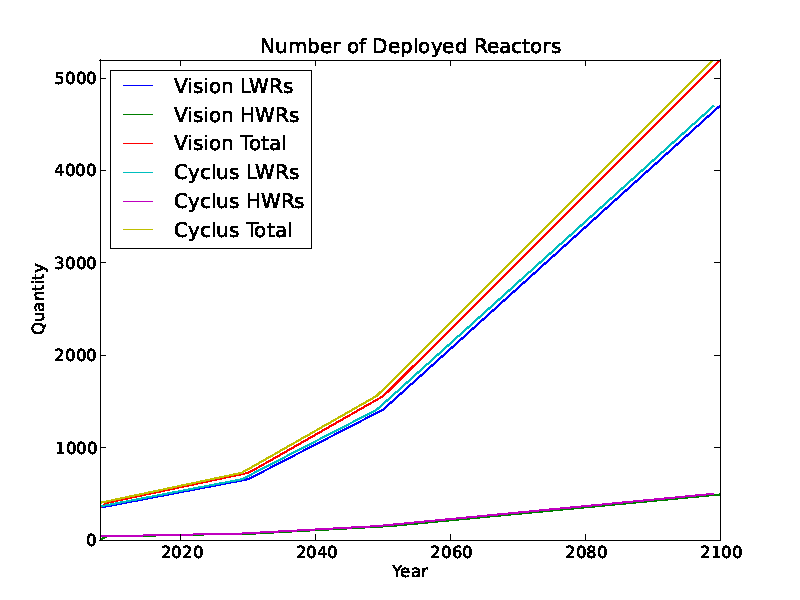 Number of Deployed Reactors
5000
4000
3000
2000
1000
0
Quantity
Vision LWRs
Vision HWRs
Vision Total
Cyclus LWRs
Cyclus HWRs
Cyclus Total
2020 2040 2060 2080 2100
Year